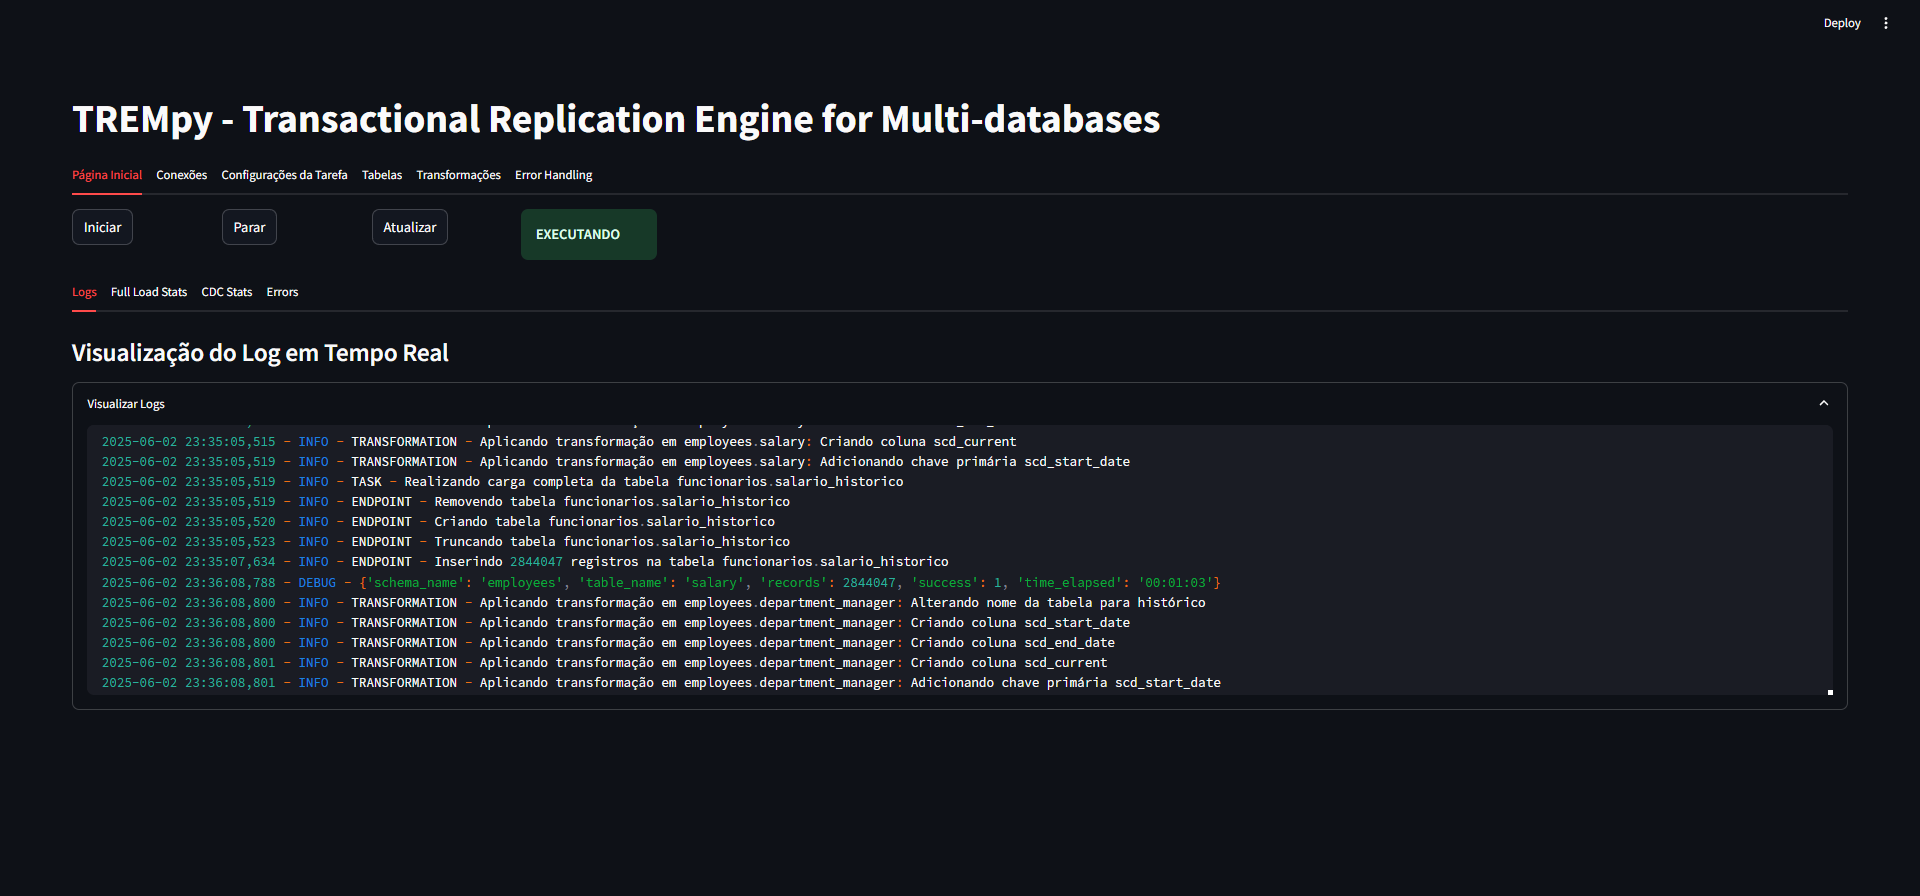 Deploy
TREMpy - Transactional Replication Engine for Multi-databases
Página Inicial Conexões Configurações da Tarefa Tabelas Transformações Error Handling
Iniciar Parar Atualizar EXECUTANDO
Logs Full Load Stats CDC Stats Errors
Visualização do Log em Tempo Real
Visualizar Logs
2025-06-02 23:35:05,515 - INFO - TRANSFORMATION - Aplicando transformação em employees.salary: Criando coluna scd_current
2025-06-02 23:35:05,519 - INFO - TRANSFORMATION - Aplicando transformação em employees.salary: Adicionando chave primária scd_start_date
2025-06-02 23:35:05,519 - INFO - TASK - Realizando carga completa da tabela funcionarios.salario_historico
2025-06-02 23:35:05,519 - INFO - ENDPOINT - Removendo tabela funcionarios.salario_historico
2025-06-02 23:35:05,520 - INFO - ENDPOINT - Criando tabela funcionarios.salario_historico
2025-06-02 23:35:05,523 - INFO - ENDPOINT - Truncando tabela funcionarios.salario_historico
2025-06-02 23:35:07,634 - INFO - ENDPOINT - Inserindo 2844047 registros na tabela funcionarios.salario_historico
2025-06-02 23:36:08,788 - DEBUG - {'schema_name': 'employees', 'table_name': 'salary', 'records': 2844047, 'success': 1, 'time_elapsed': '00:01:03'}
2025-06-02 23:36:08,800 - INFO - TRANSFORMATION - Aplicando transformação em employees.department_manager: Alterando nome da tabela para histórico
2025-06-02 23:36:08,800 - INFO - TRANSFORMATION - Aplicando transformação em employees.department_manager: Criando coluna scd_start_date
2025-06-02 23:36:08,800 - INFO - TRANSFORMATION - Aplicando transformação em employees.department_manager: Criando coluna scd_end_date
2025-06-02 23:36:08,801 - INFO - TRANSFORMATION - Aplicando transformação em employees.department_manager: Criando coluna scd_current
2025-06-02 23:36:08,801 - INFO - TRANSFORMATION - Aplicando transformação em employees.department_manager: Adicionando chave primária scd_start_date